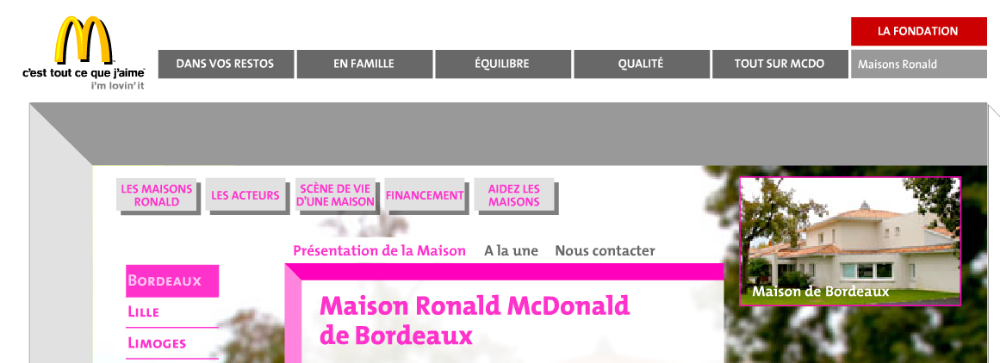 LA FONDATION
DANS VOS RESTOS
EN FAMILLE
ÉQUILIBRE
QUALITÉ
TOUT SUR MCDO
Maisons Ronald
c'est tout ce que j'aime™
i'm lovin' it
LES MAISONS
RONALD
LES ACTEURS
SCÈNE DE VIE
D'UNE MAISON
FINANCEMENT
AIDEZ LES
MAISONS
Présentation de la Maison
A la une
Nous contacter
BORDEAUX
LILLE
LIMOGES
Maison Ronald McDonald
de Bordeaux
Maison de Bordeaux